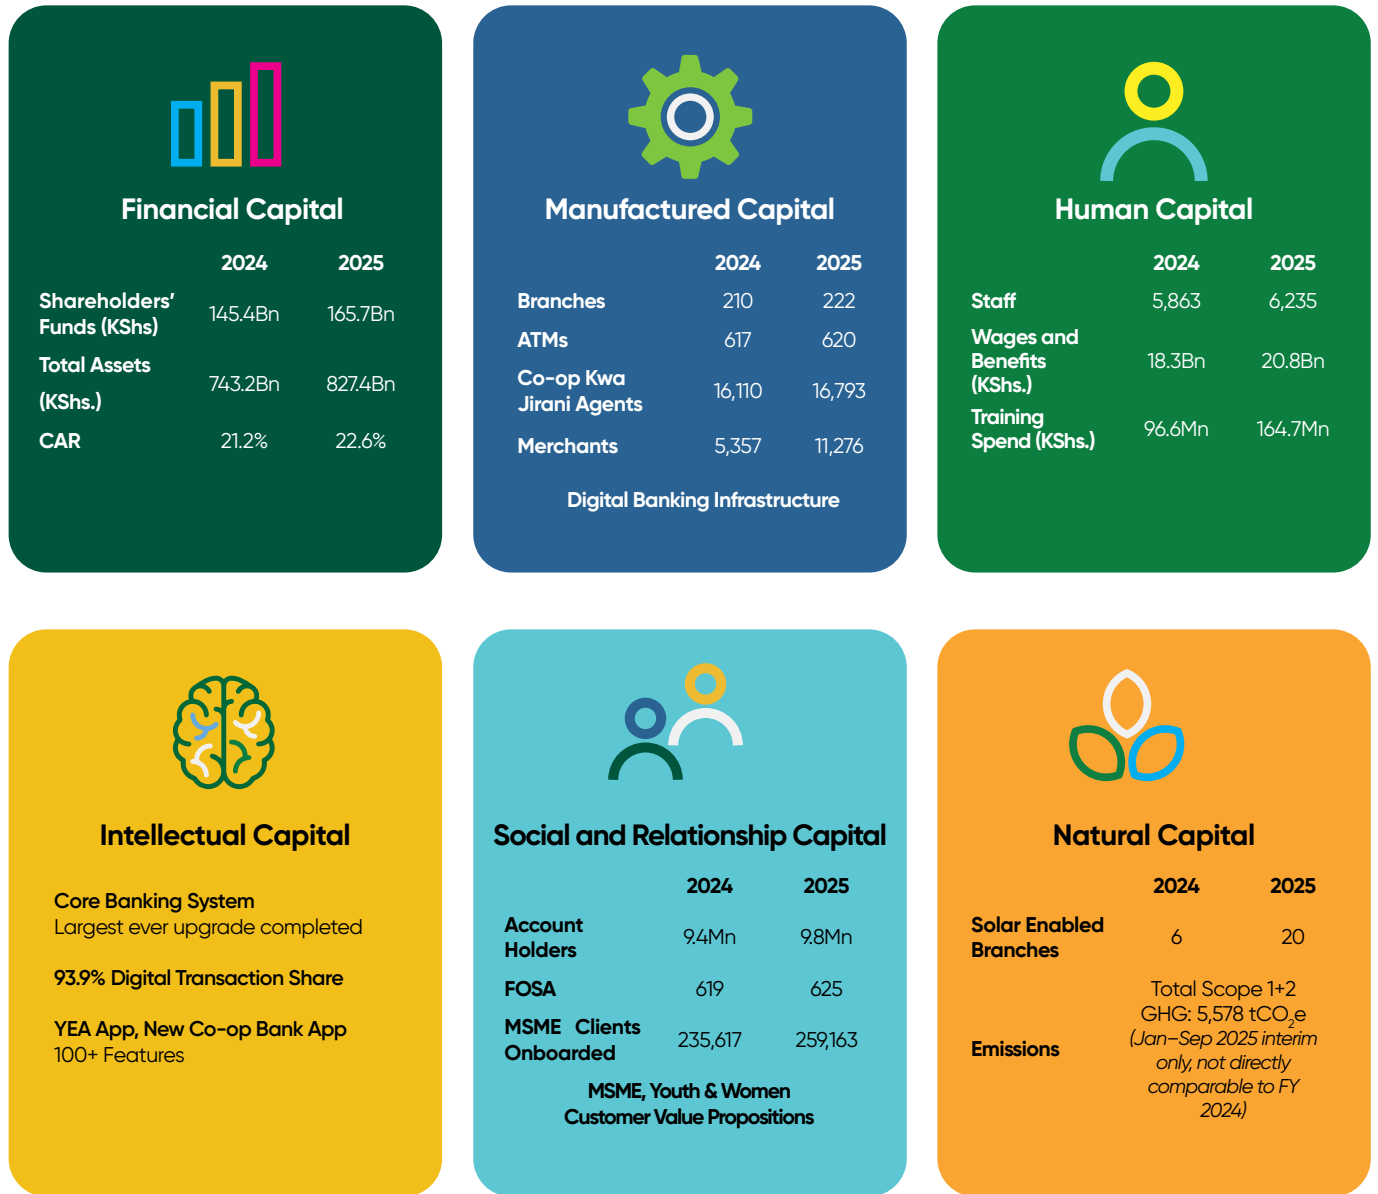 Financial Capital
2024 2025
Shareholders’
Funds (KShs) 145.4Bn 165.7Bn
Total Assets
(KShs.) 743.2Bn 827.4Bn
CAR 21.2% 22.6%
Manufactured Capital
2024 2025
Branches 210 222
ATMs 617 620
Co-op Kwa
Jirani Agents 16,110 16,793
Merchants 5,357 11,276
Digital Banking Infrastructure
Human Capital
2024 2025
Staff 5,863 6,235
Wages and
Benefits 18.3Bn 20.8Bn
(KShs.)
Training
Spend (KShs.) 96.6Mn 164.7Mn
Intellectual Capital
Core Banking System
Largest ever upgrade completed
93.9% Digital Transaction Share
YEA App, New Co-op Bank App
100+ Features
Social and Relationship Capital
2024 2025
Account
Holders 9.4Mn 9.8Mn
FOSA 619 625
MSME Clients
Onboarded 235,617 259,163
MSME, Youth & Women
Customer Value Propositions
Natural Capital
2024 2025
Solar Enabled
Branches 6 20
Emissions
Total Scope 1+2
GHG: 5,578 tCO₂e
(Jan–Sep 2025 interim
only, not directly
comparable to FY
2024)